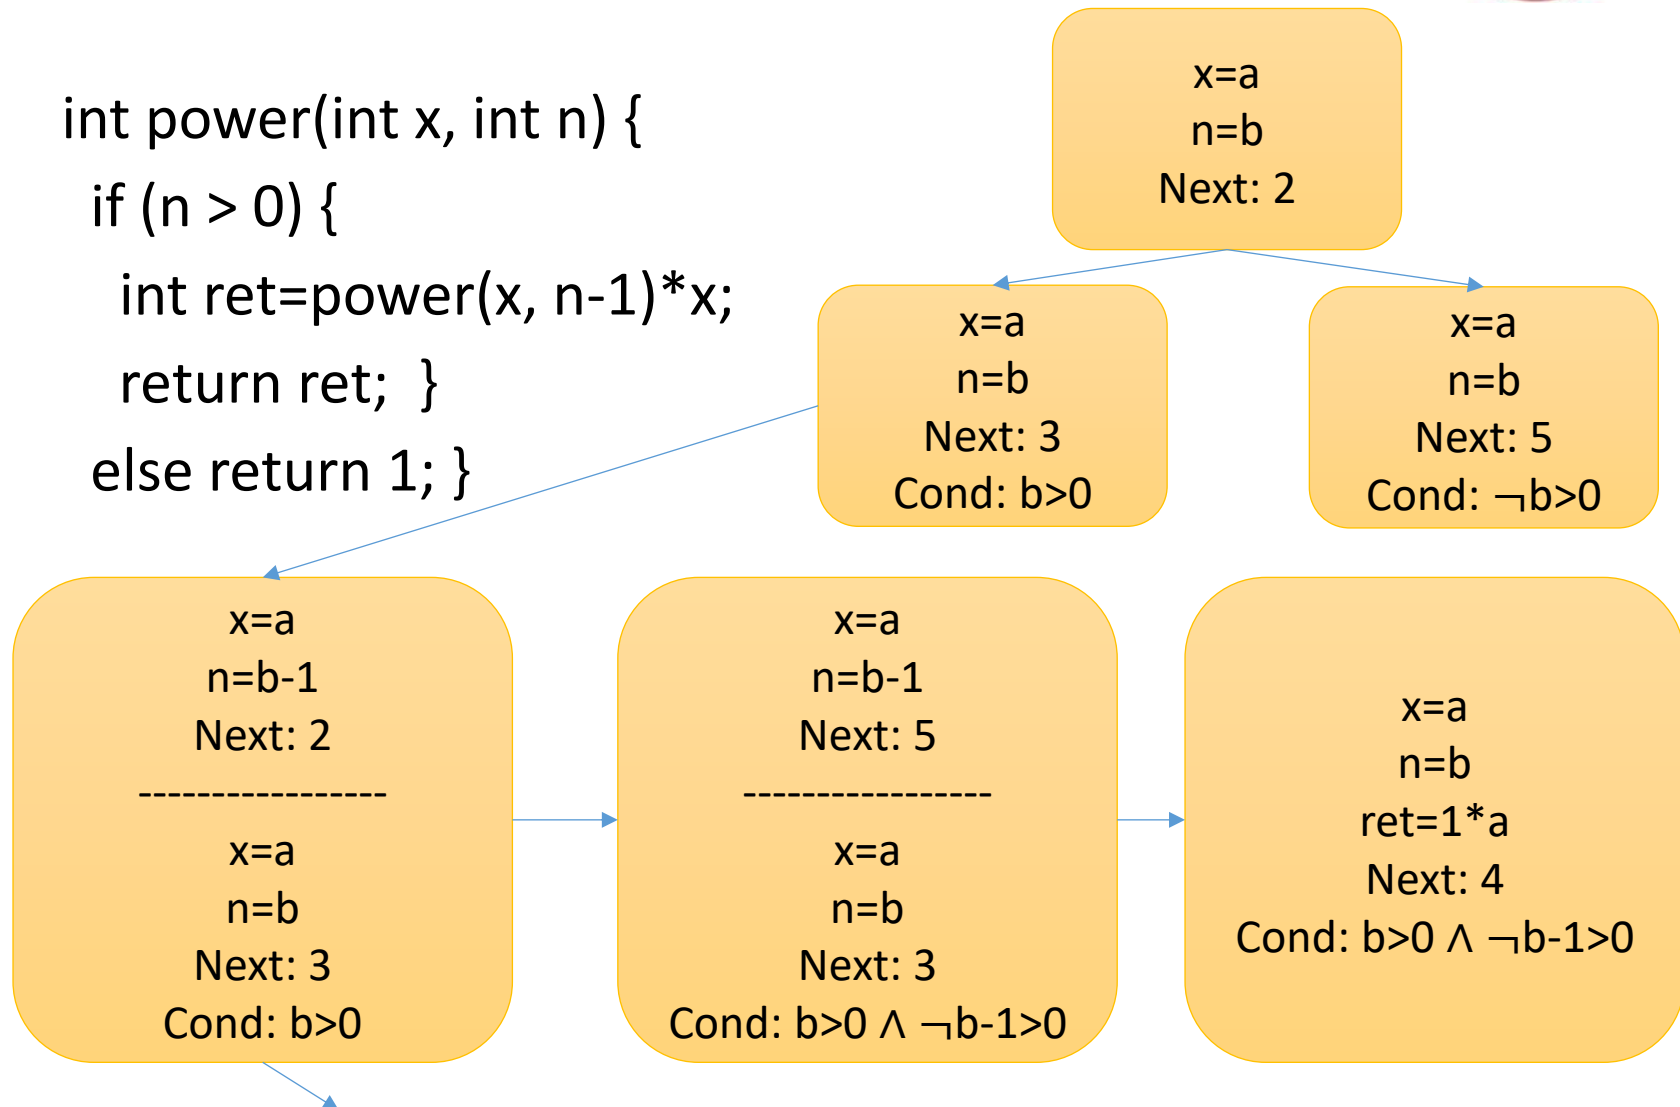 int power(int x, int n) {
if (n > 0) {
int ret=power(x, n-1)*x;
return ret;  }
else return 1; }
x=a
n=b
Next: 2
x=a
n=b
Next: 3
Cond: b>0
x=a
n=b
Next: 5
Cond: ¬b>0
x=a
n=b-1
Next: 2
-----------------
x=a
n=b
Next: 3
Cond: b>0
x=a
n=b-1
Next: 5
-----------------
x=a
n=b
Next: 3
Cond: b>0 ∧ ¬b-1>0
x=a
n=b
ret=1*a
Next: 4
Cond: b>0 ∧ ¬b-1>0